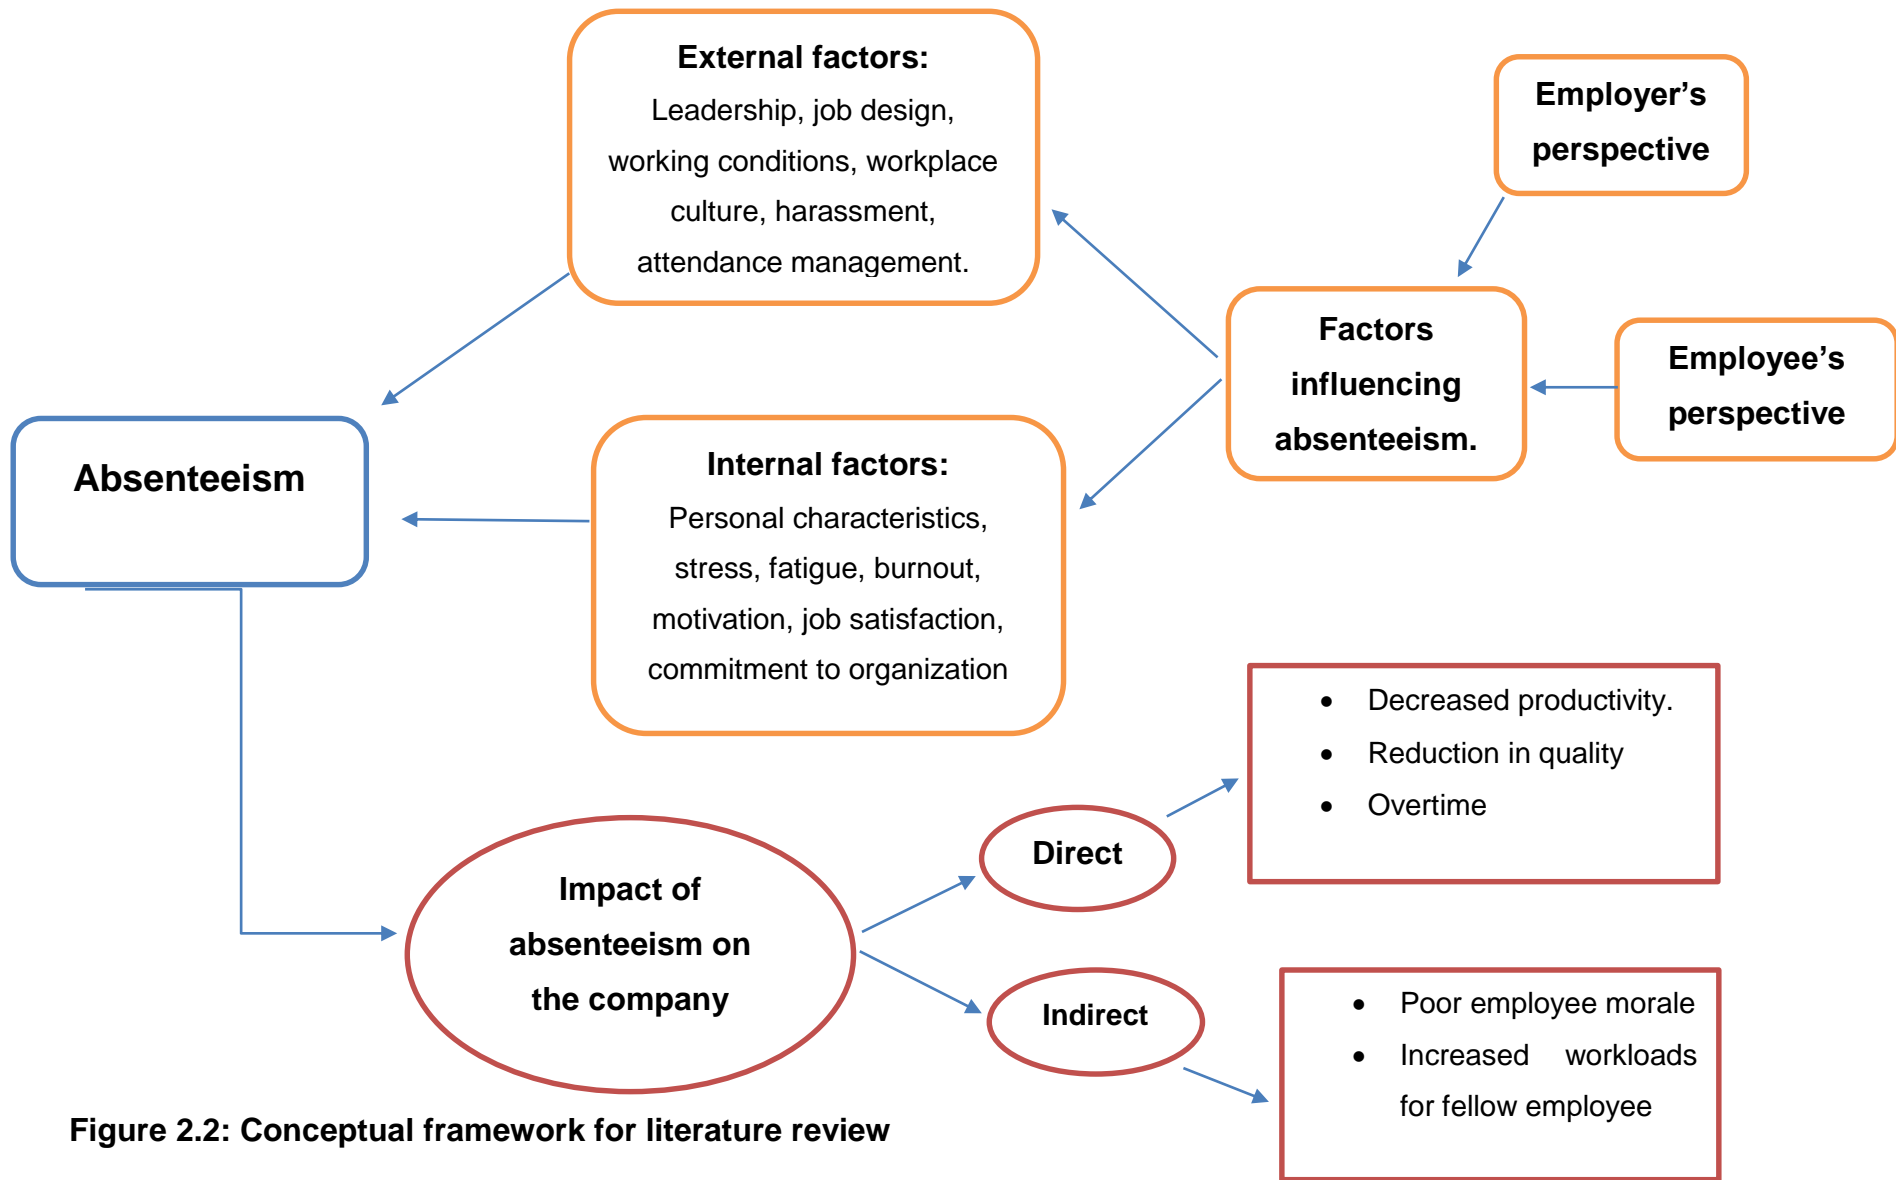 External factors:
Leadership, job design,
working conditions, workplace
culture, harassment,
attendance management.
Employer’s
perspective
Factors
influencing
absenteeism.
Employee’s
perspective
Absenteeism
Internal factors:
Personal characteristics,
stress, fatigue, burnout,
motivation, job satisfaction,
commitment to organization
• Decreased productivity.
• Reduction in quality
• Overtime
Direct
Impact of
absenteeism on
the company
Indirect
• Poor employee morale
• Increased workloads
for fellow employee
Figure 2.2: Conceptual framework for literature review